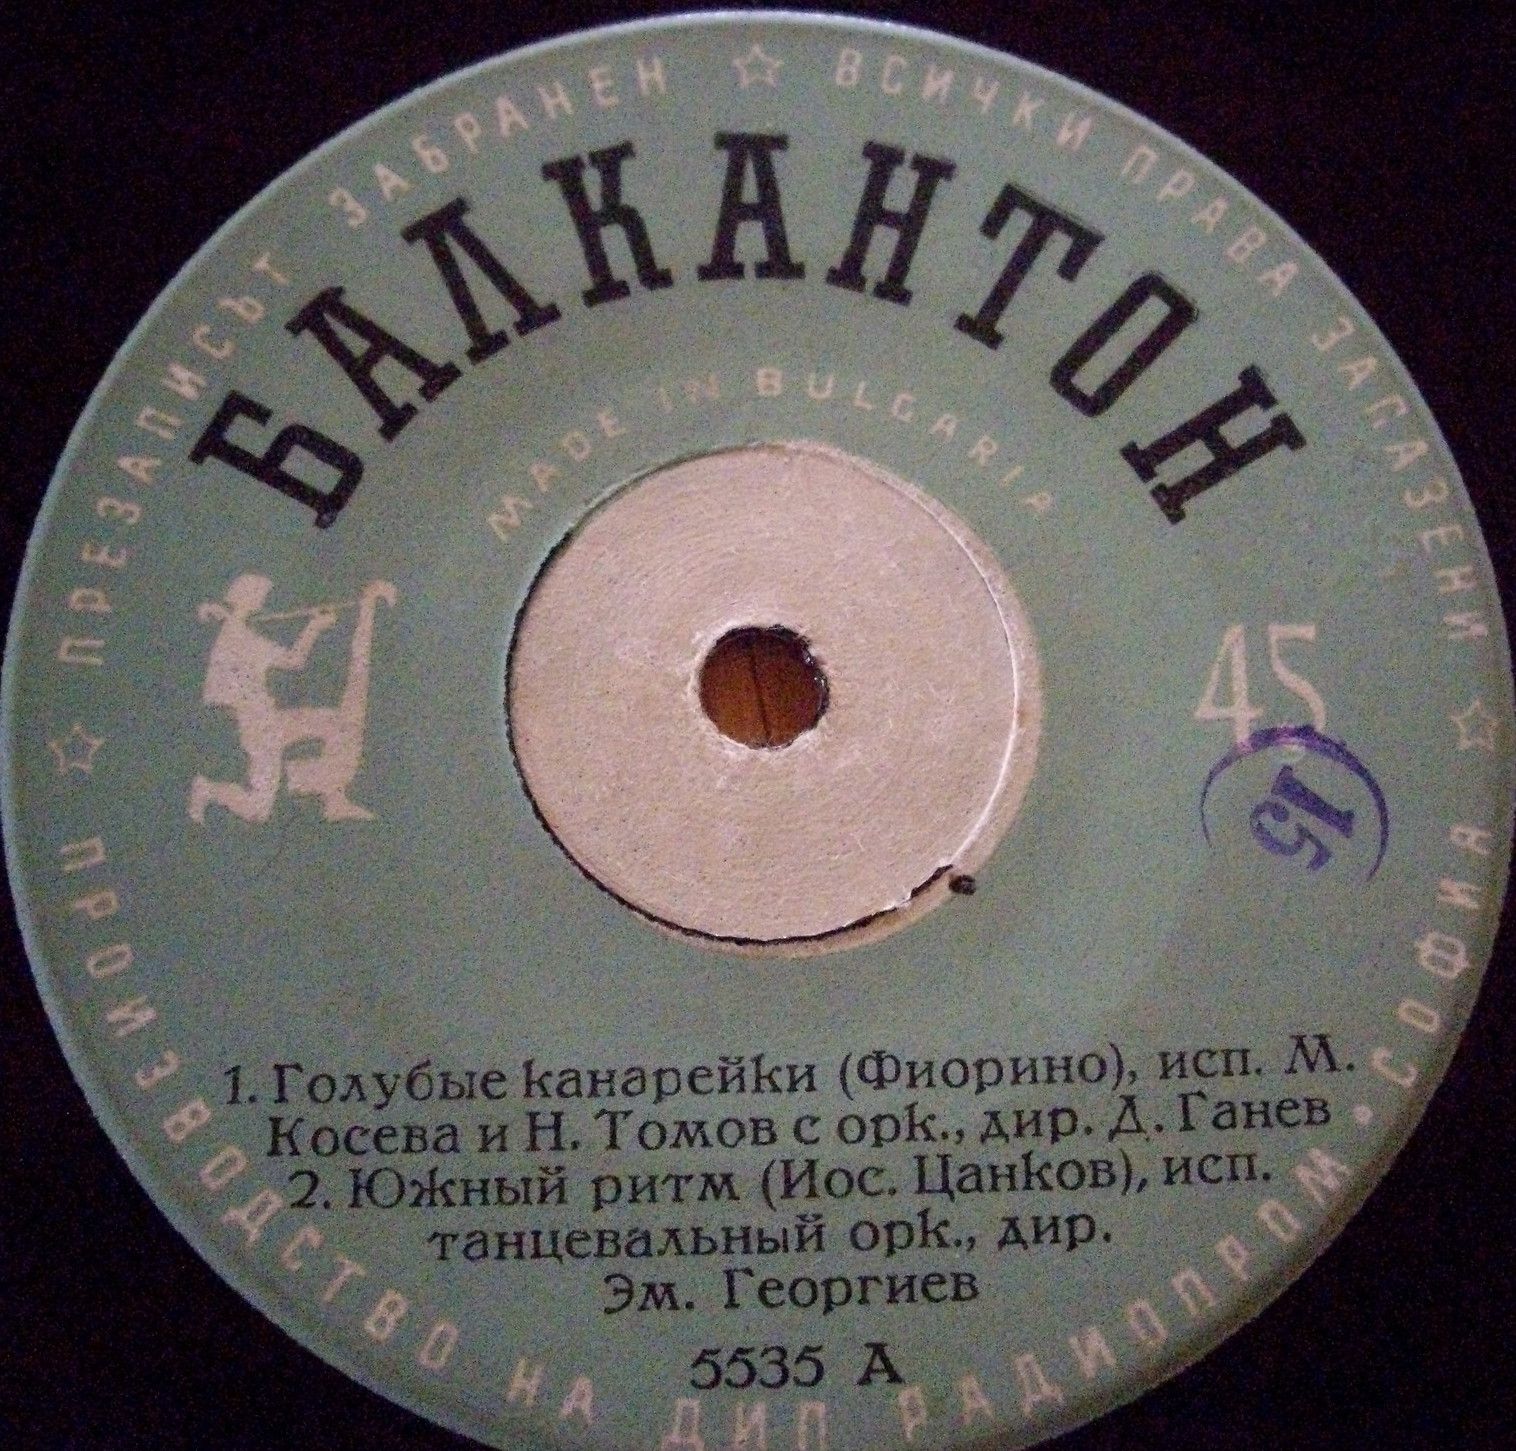 ПРЕЗАПИСЪТ ЗАБРАНЕН ☆ ВСИЧКИ ПРАВА ЗАПАЗЕНИ
БАЛКАНТОН
MADE IN BULGARIA
45
15
1. Голубые канарейки (Фиорино), исп. М.
Косева и Н. Томов с орк., дир. Д. Ганев
2. Южный ритм (Иос. Цанков), исп.
танцевальный орк., дир.
Эм. Георгиев
5535 А
ПРОИЗВОДСТВО НА ДИП РАДИОПРОМ • СОФИЯ